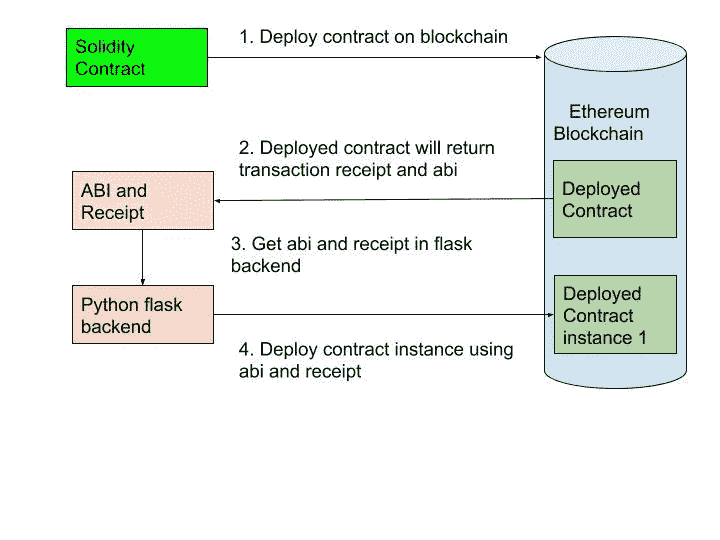 Solidity
Contract
1. Deploy contract on blockchain
Ethereum
Blockchain
2. Deployed contract will return
transaction receipt and abi
ABI and
Receipt
Deployed
Contract
3. Get abi and receipt in flask
backend
Python flask
backend
Deployed
Contract
instance 1
4. Deploy contract instance using
abi and receipt